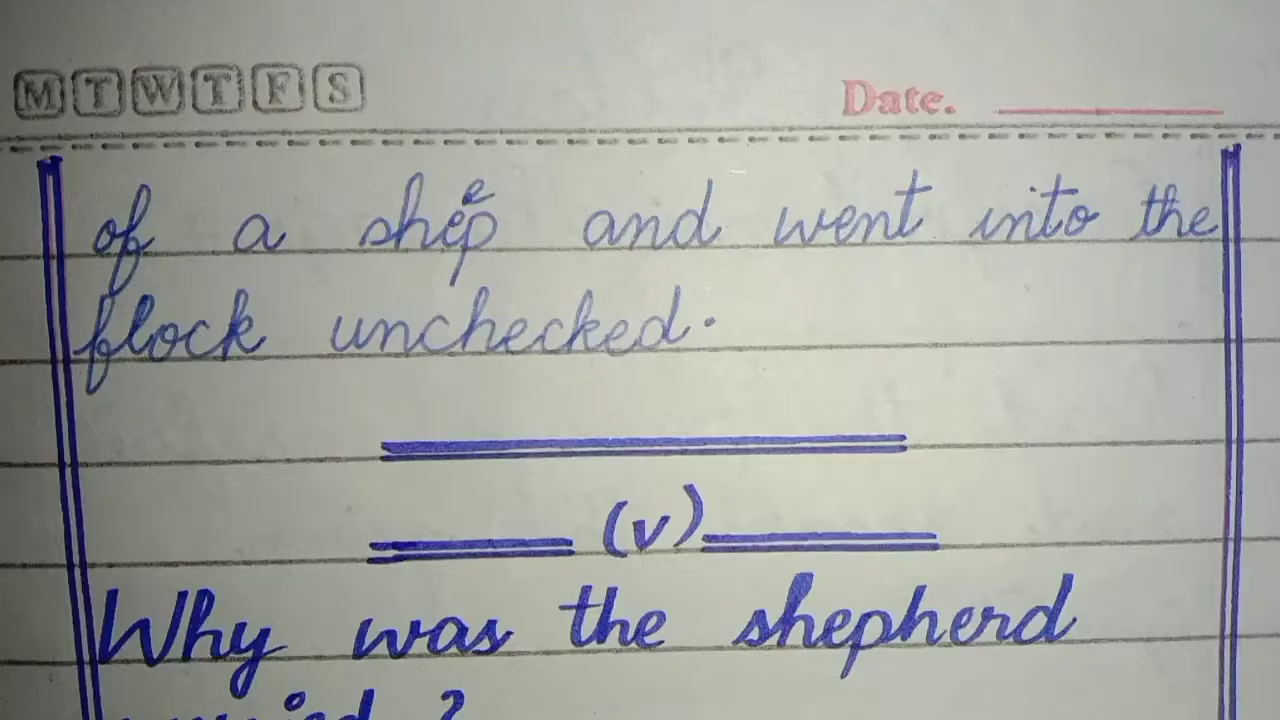 M T W T F S
Date.
of a shep and went into the
flock unchecked.
(v)
Why was the shepherd
?